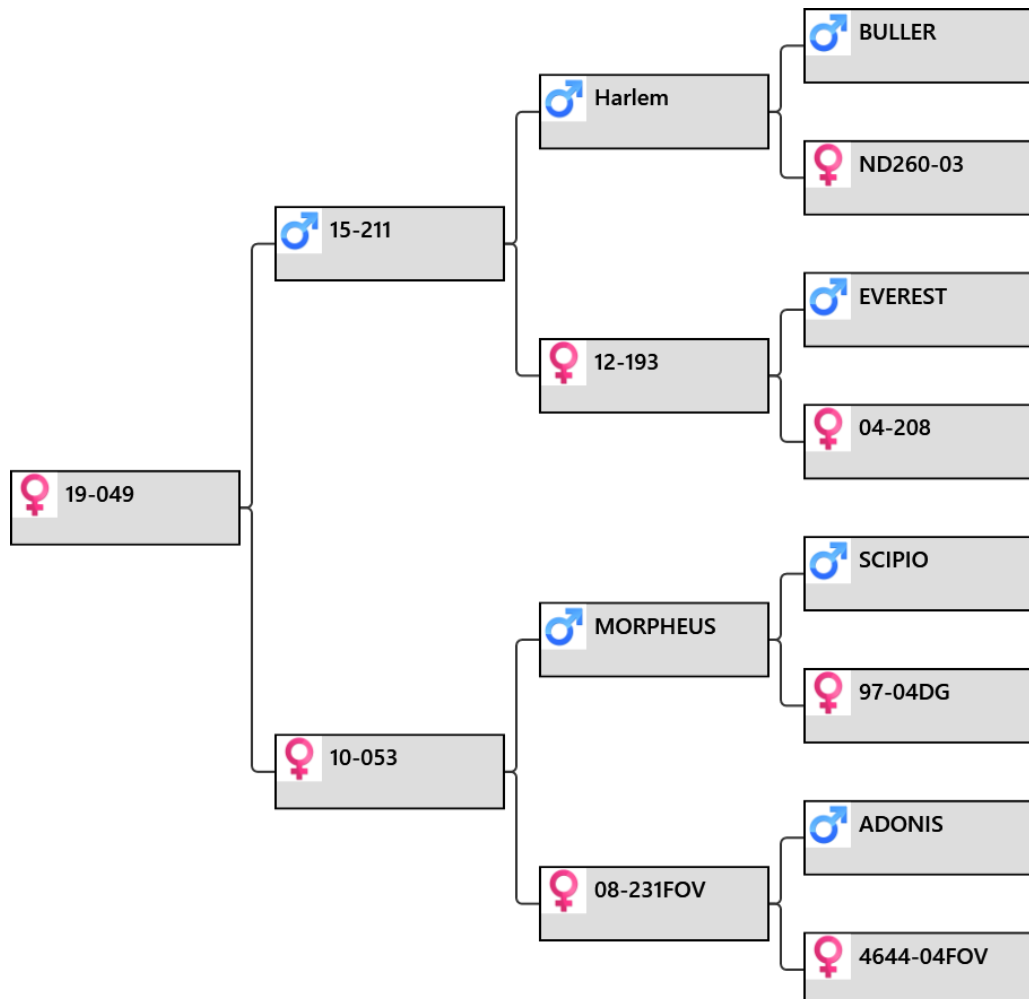 BULLER
Harlem
ND260-03
15-211
EVEREST
12-193
04-208
19-049
SCIPIO
MORPHEUS
97-04DG
10-053
ADONIS
08-231FOV
4644-04FOV